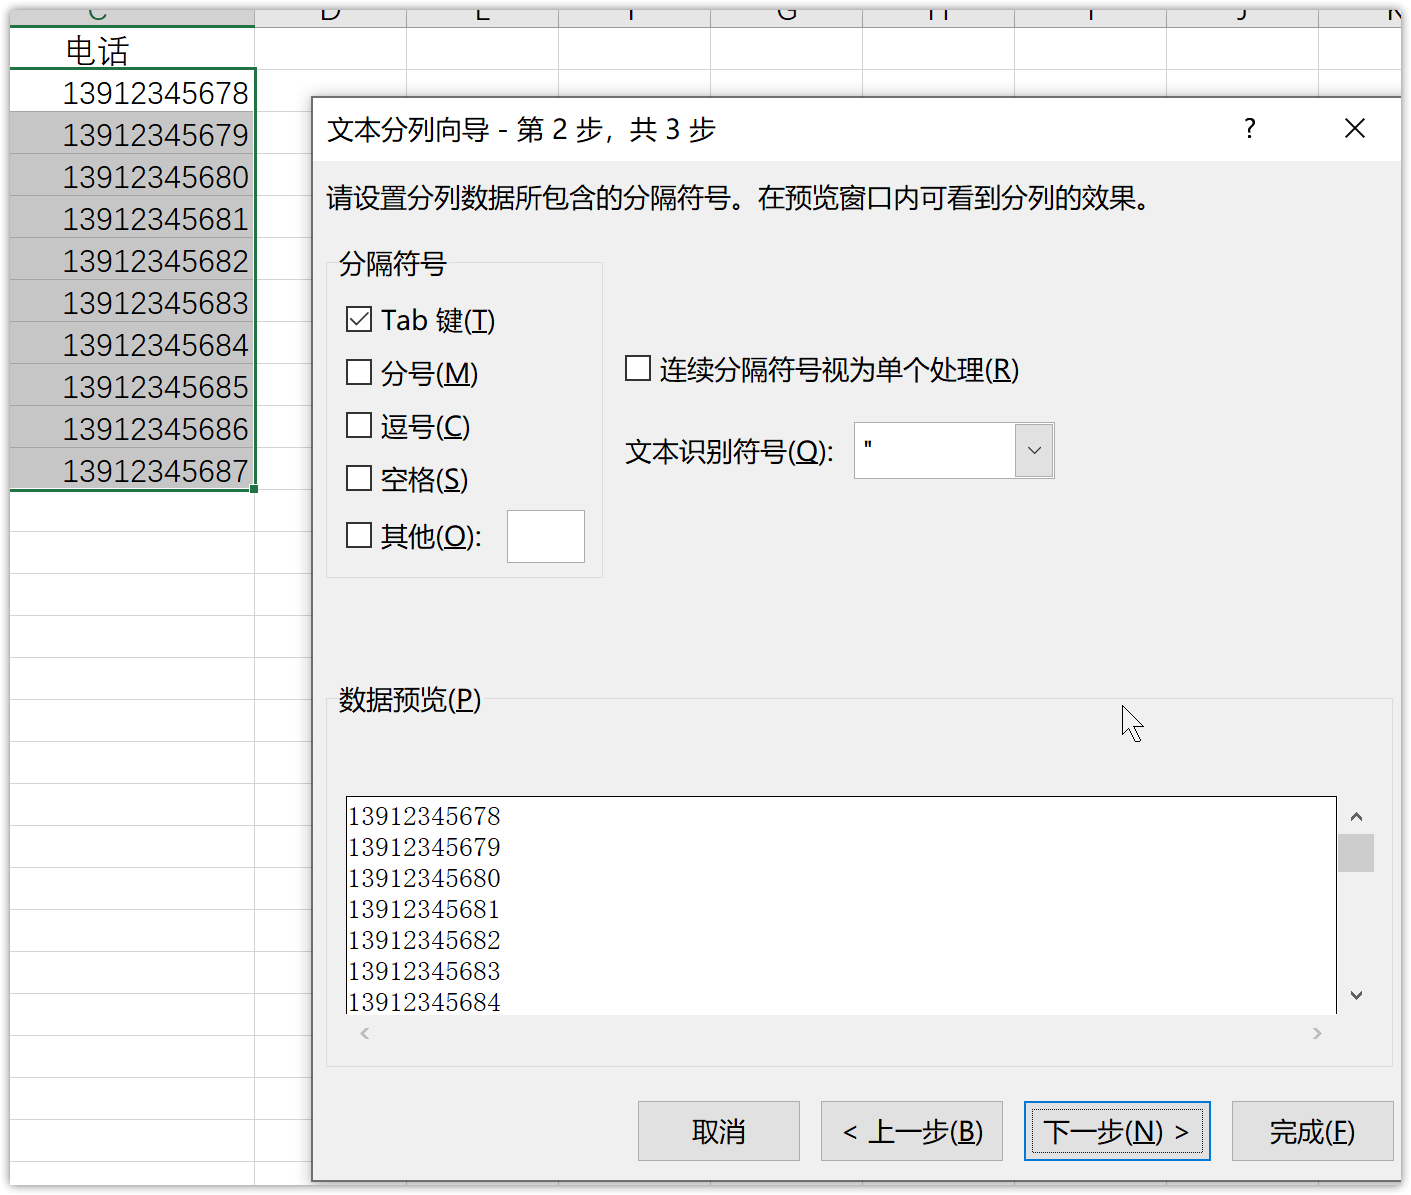 C D E F G H I J K
电话
13912345678
13912345679
13912345680
13912345681
13912345682
13912345683
13912345684
13912345685
13912345686
13912345687
文本分列向导 - 第 2 步，共 3 步
?
请设置分列数据所包含的分隔符号。在预览窗口内可看到分列的效果。
分隔符号
Tab 键(T)
分号(M)
逗号(C)
空格(S)
其他(O):
连续分隔符号视为单个处理(R)
文本识别符号(Q): "
数据预览(P)
13912345678
13912345679
13912345680
13912345681
13912345682
13912345683
13912345684
取消 < 上一步(B) 下一步(N) > 完成(F)